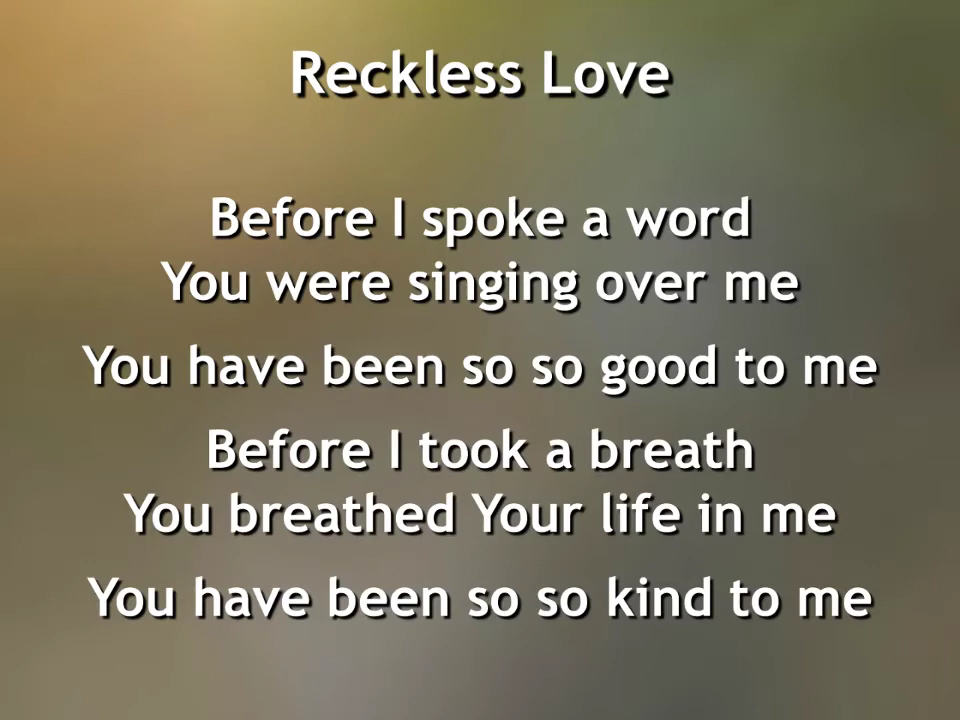 Reckless Love
Before I spoke a word
You were singing over me
You have been so so good to me
Before I took a breath
You breathed Your life in me
You have been so so kind to me